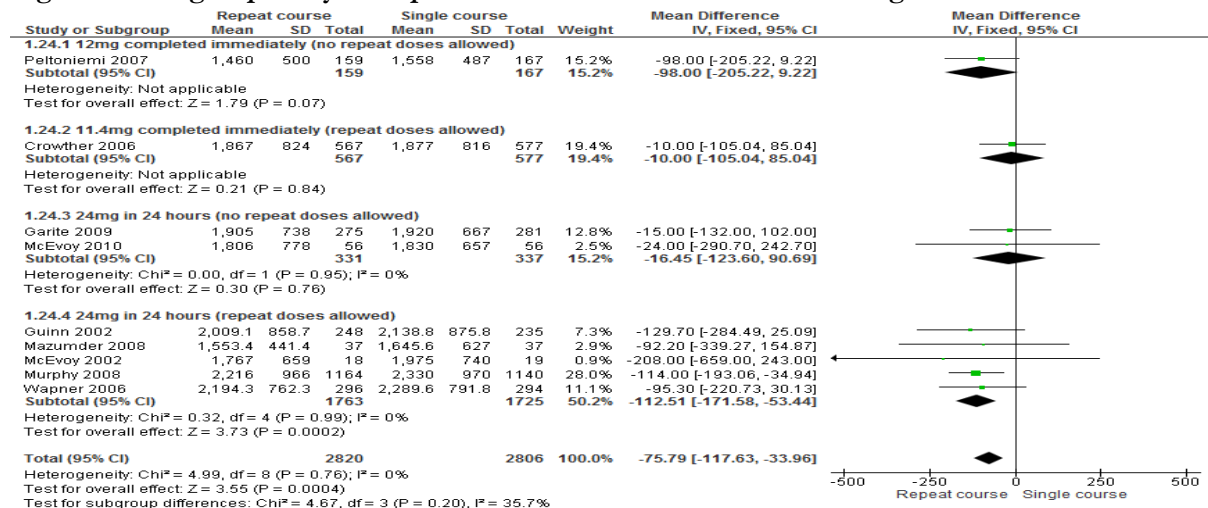 Repeat course Single course Mean Difference Mean Difference
Study or Subgroup Mean SD Total Mean SD Total Weight IV, Fixed, 95% CI IV, Fixed, 95% CI
1.24.1 12mg completed immediately (no repeat doses allowed)
Peltoniemi 2007 1,460 500 159 1,558 487 167 15.2% -98.00 [-205.22, 9.22]
Subtotal (95% CI) 159 167 15.2% -98.00 [-205.22, 9.22]
Heterogeneity: Not applicable
Test for overall effect: Z = 1.79 (P = 0.07)
1.24.2 11.4mg completed immediately (repeat doses allowed)
Crowther 2006 1,867 824 567 1,877 816 577 19.4% -10.00 [-105.04, 85.04]
Subtotal (95% CI) 567 577 19.4% -10.00 [-105.04, 85.04]
Heterogeneity: Not applicable
Test for overall effect: Z = 0.21 (P = 0.84)
1.24.3 24mg in 24 hours (no repeat doses allowed)
Garite 2009 1,905 738 275 1,920 667 281 12.8% -15.00 [-132.00, 102.00]
McEvoy 2010 1,806 778 56 1,830 657 56 2.5% -24.00 [-290.70, 242.70]
Subtotal (95% CI) 331 337 15.2% -16.45 [-123.60, 90.69]
Heterogeneity: Chi² = 0.00, df = 1 (P = 0.95); I² = 0%
Test for overall effect: Z = 0.30 (P = 0.76)
1.24.4 24mg in 24 hours (repeat doses allowed)
Guinn 2002 2,009.1 858.7 248 2,138.8 875.8 235 7.3% -129.70 [-284.49, 25.09]
Mazumder 2008 1,553.4 441.4 37 1,645.6 627 37 2.9% -92.20 [-339.27, 154.87]
McEvoy 2002 1,767 659 18 1,975 740 19 0.9% -208.00 [-659.00, 243.00]
Murphy 2008 2,216 966 1164 2,330 970 1140 28.0% -114.00 [-193.06, -34.94]
Wapner 2006 2,194.3 762.3 296 2,289.6 791.8 294 11.1% -95.30 [-220.73, 30.13]
Subtotal (95% CI) 1763 1725 50.2% -112.51 [-171.58, -53.44]
Heterogeneity: Chi² = 0.32, df = 4 (P = 0.99); I² = 0%
Test for overall effect: Z = 3.73 (P = 0.0002)
Total (95% CI) 2820 2806 100.0% -75.79 [-117.63, -33.96]
Heterogeneity: Chi² = 4.99, df = 8 (P = 0.76); I² = 0%
Test for overall effect: Z = 3.55 (P = 0.0004)
Test for subgroup differences: Chi² = 4.67, df = 3 (P = 0.20), I² = 35.7%
-500 -250 0 250 500
Repeat course Single course